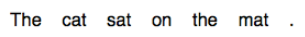 The cat sat on the mat .